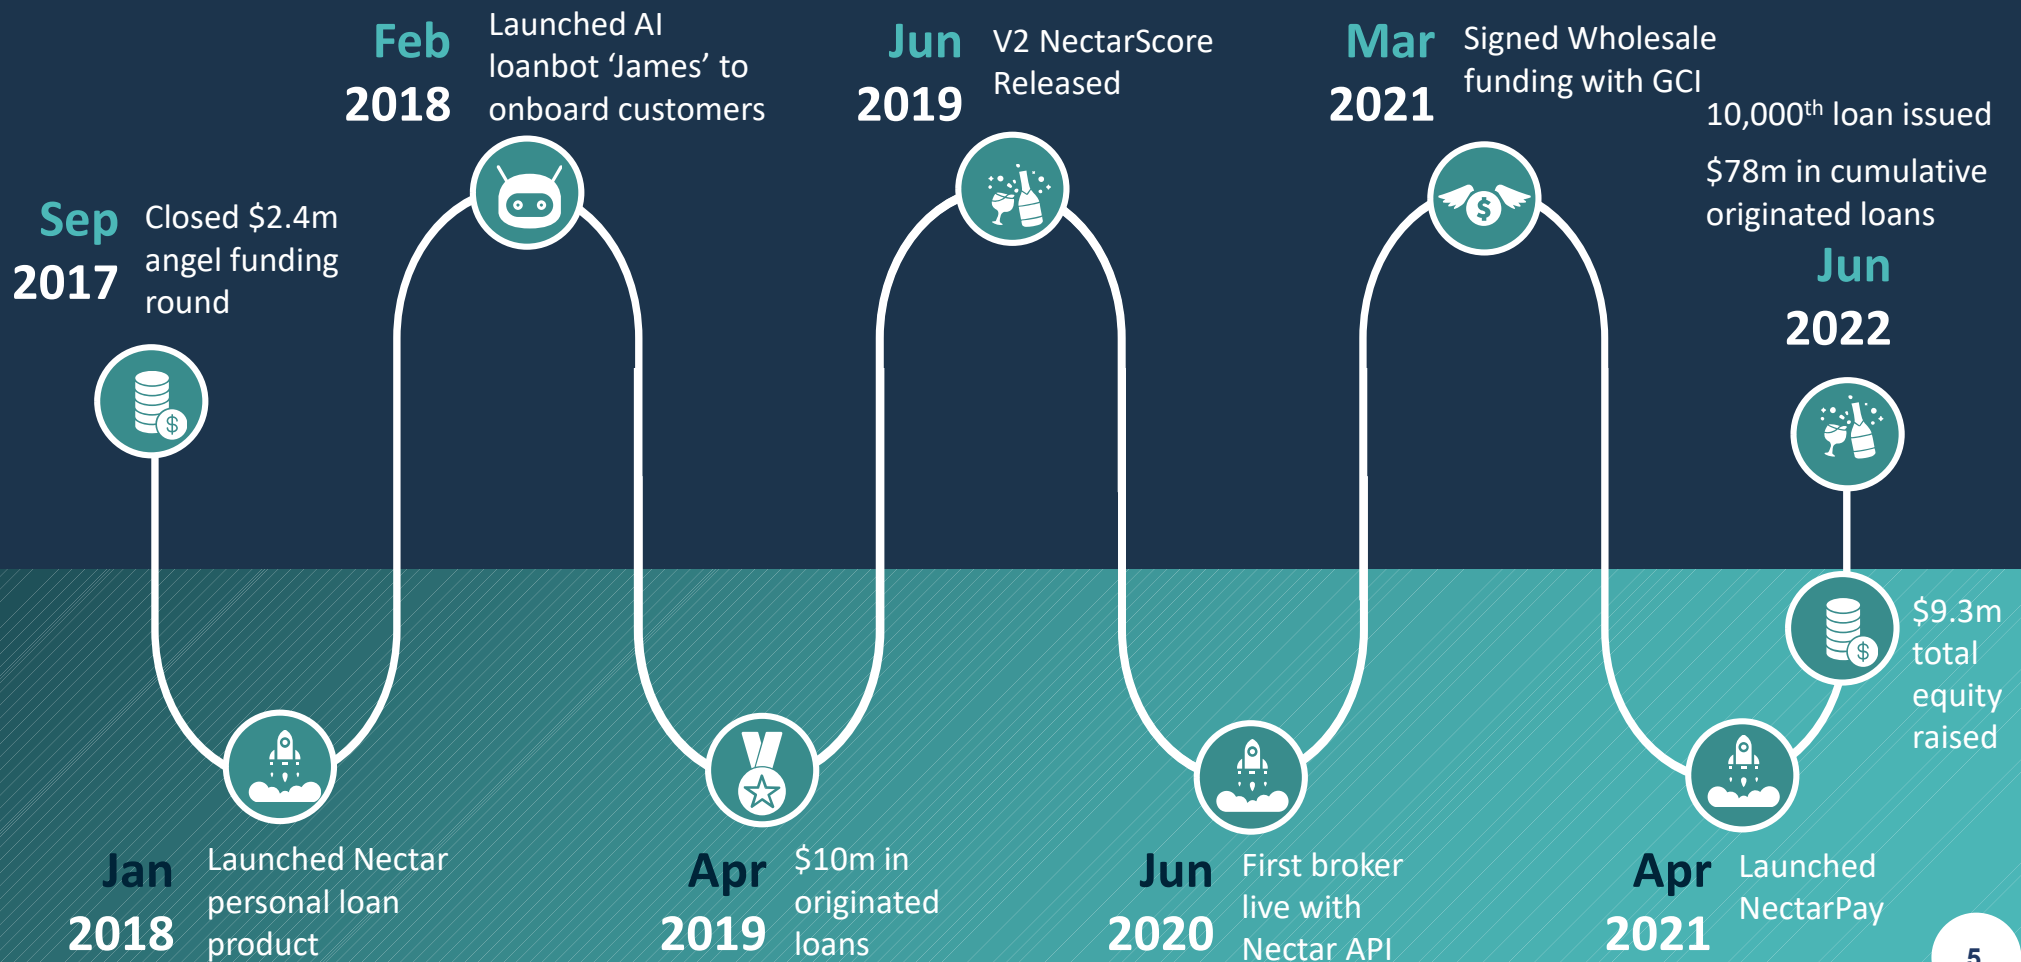 Sep
2017
Closed $2.4m
angel funding
round
Jan
2018
Launched Nectar
personal loan
product
Feb
2018
Launched AI
loanbot ‘James’ to
onboard customers
Apr
2019
$10m in
originated
loans
Jun
2019
V2 NectarScore
Released
Jun
2020
First broker
live with
Nectar API
Mar
2021
Signed Wholesale
funding with GCI
Apr
2021
Launched
NectarPay
$9.3m
total
equity
raised
10,000th loan issued
$78m in cumulative
originated loans
Jun
2022
$
$
$
5